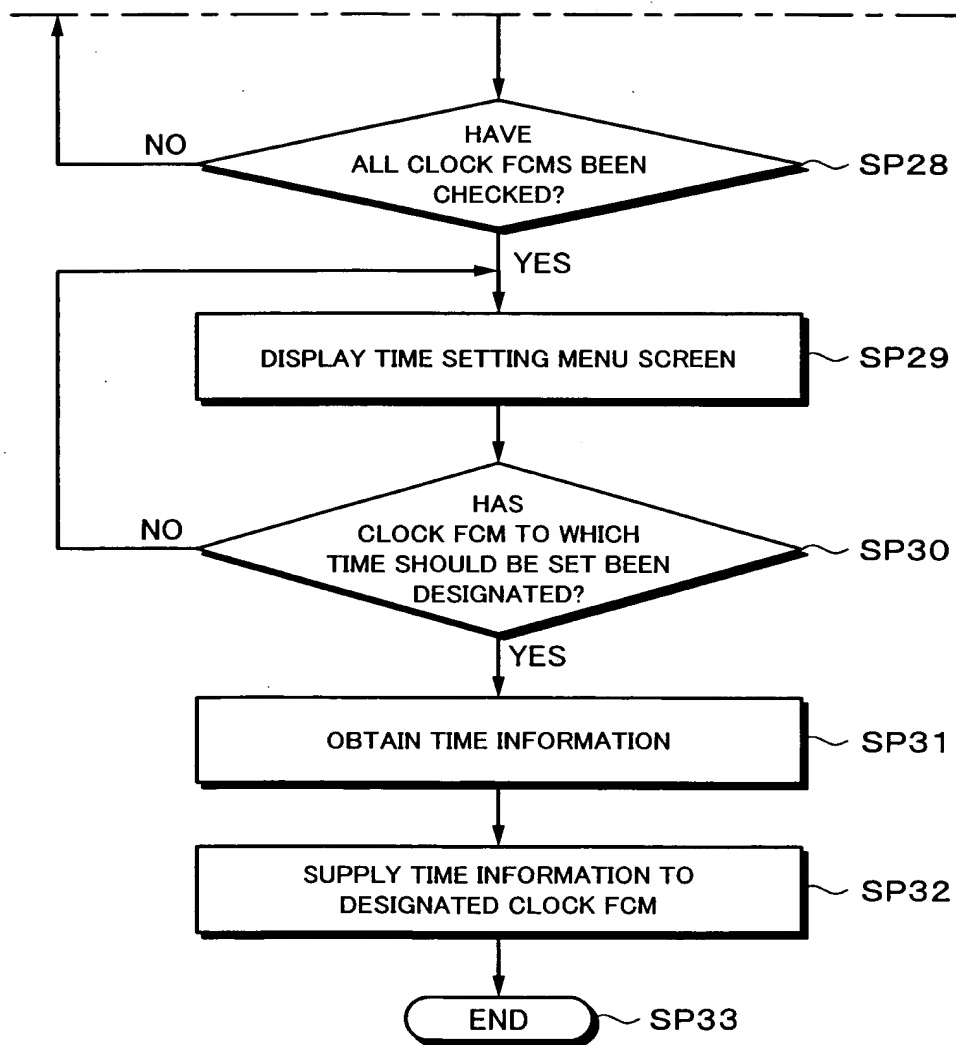 HAVE
NO
ALL CLOCK FCMS BEEN
SP28
CHECKED?
YES
DISPLAY TIME SETTING MENU SCREEN
SP29
HAS
NO
CLOCK FCM TO WHICH
TIME SHOULD BE SET BEEN
SP30
DESIGNATED?
YES
OBTAIN TIME INFORMATION
SP31
SUPPLY TIME INFORMATION TO
DESIGNATED CLOCK FCM
SP32
END
SP33